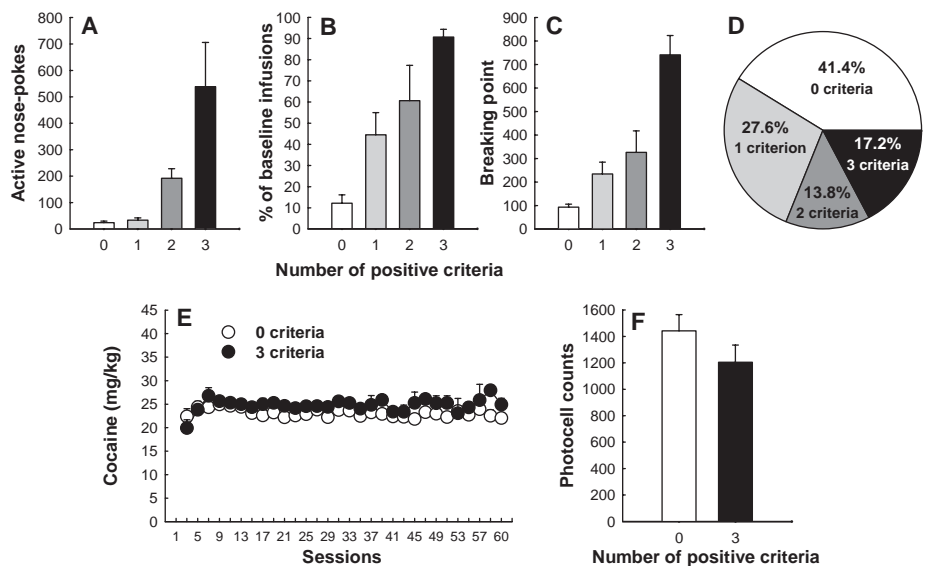 A
Active nose-pokes
800
700
600
500
400
300
200
100
0
0 1 2 3
B
% of baseline infusions
100
90
80
70
60
50
40
30
20
10
0
0 1 2 3
Number of positive criteria
C
Breaking point
900
800
700
600
500
400
300
200
100
0
0 1 2 3
D
41.4%
0 criteria
27.6%
1 criterion
17.2%
3 criteria
13.8%
2 criteria
E
0 criteria
3 criteria
Cocaine (mg/kg)
45
40
35
30
25
20
15
10
5
0
1 5 9 13 17 21 25 29 33 37 41 45 49 53 57 60
Sessions
F
Photocell counts
1600
1400
1200
1000
800
600
400
200
0
0 3
Number of positive criteria